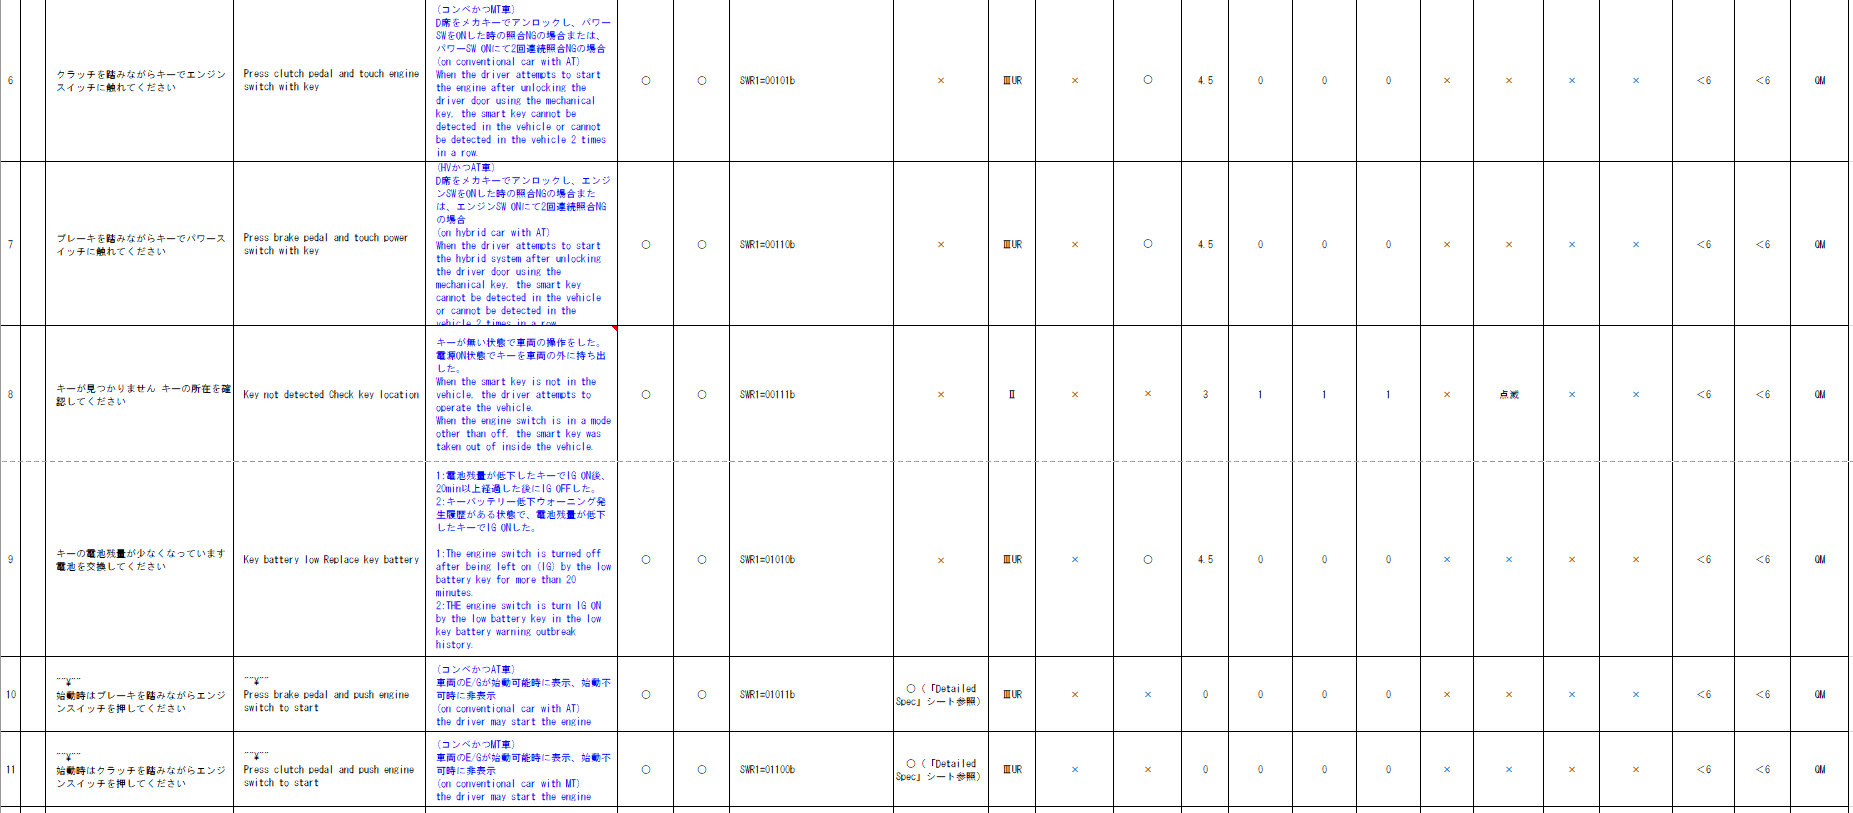 6
クラッチを踏みながらキーでエンジン
スイッチに触れてください
Press clutch pedal and touch engine
switch with key
(コンベかつMT車)
D席をメカキーでアンロックし、パワー
SWをONした時の照合NGの場合または、
パワーSW ONにて2回連続照合NGの場合
(on conventional car with AT)
When the driver attempts to start
the engine after unlocking the
driver door using the mechanical
key, the smart key cannot be
detected in the vehicle or cannot
be detected in the vehicle 2 times
in a row.
○
○
SWR1=00101b
×
ⅢUR
×
○
4.5
0
0
0
×
×
×
×
<6
<6
QM
7
ブレーキを踏みながらキーでパワース
イッチに触れてください
Press brake pedal and touch power
switch with key
(HVかつAT車)
D席をメカキーでアンロックし、エンジ
ンSWをONした時の照合NGの場合また
は、エンジンSW ONにて2回連続照合NG
の場合
(on hybrid car with AT)
When the driver attempts to start
the hybrid system after unlocking
the driver door using the
mechanical key, the smart key
cannot be detected in the vehicle
or cannot be detected in the
vehicle 2 times in a row.
○
○
SWR1=00110b
×
ⅢUR
×
○
4.5
0
0
0
×
×
×
×
<6
<6
QM
8
キーが見つかりません キーの所在を確
認してください
Key not detected Check key location
キーが無い状態で車両の操作をした。
電源ON状態でキーを車両の外に持ち出
した。
When the smart key is not in the
vehicle, the driver attempts to
operate the vehicle.
When the engine switch is in a mode
other than off, the smart key was
taken out of inside the vehicle.
○
○
SWR1=00111b
×
Ⅱ
×
×
3
1
1
1
×
点滅
×
×
<6
<6
QM
9
キーの電池残量が少なくなっています
電池を交換してください
Key battery low Replace key battery
1:電池残量が低下したキーでIG ON後、
20min以上経過した後にIG OFFした。
2:キーバッテリー低下ウォーニング発
生履歴がある状態で、電池残量が低下
したキーでIG ONした。
1:The engine switch is turned off
after being left on (IG) by the low
battery key for more than 20
minutes.
2:THE engine switch is turn IG ON
by the low battery key in the low
key battery warning outbreak
history.
○
○
SWR1=01010b
×
ⅢUR
×
○
4.5
0
0
0
×
×
×
×
<6
<6
QM
10
~~¥~~
始動時はブレーキを踏みながらエンジ
ンスイッチを押してください
~~¥~~
Press brake pedal and push engine
switch to start
(コンベかつAT車)
車両のE/Gが始動可能時に表示、始動不
可時に非表示
(on conventional car with AT)
the driver may start the engine
○
○
SWR1=01011b
○(「Detailed
Spec」シート参照)
ⅢUR
×
×
0
0
0
0
×
×
×
×
<6
<6
QM
11
~~¥~~
始動時はクラッチを踏みながらエンジ
ンスイッチを押してください
~~¥~~
Press clutch pedal and push engine
switch to start
(コンベかつMT車)
車両のE/Gが始動可能時に表示、始動不
可時に非表示
(on conventional car with MT)
the driver may start the engine
○
○
SWR1=01100b
○(「Detailed
Spec」シート参照)
ⅢUR
×
×
0
0
0
0
×
×
×
×
<6
<6
QM